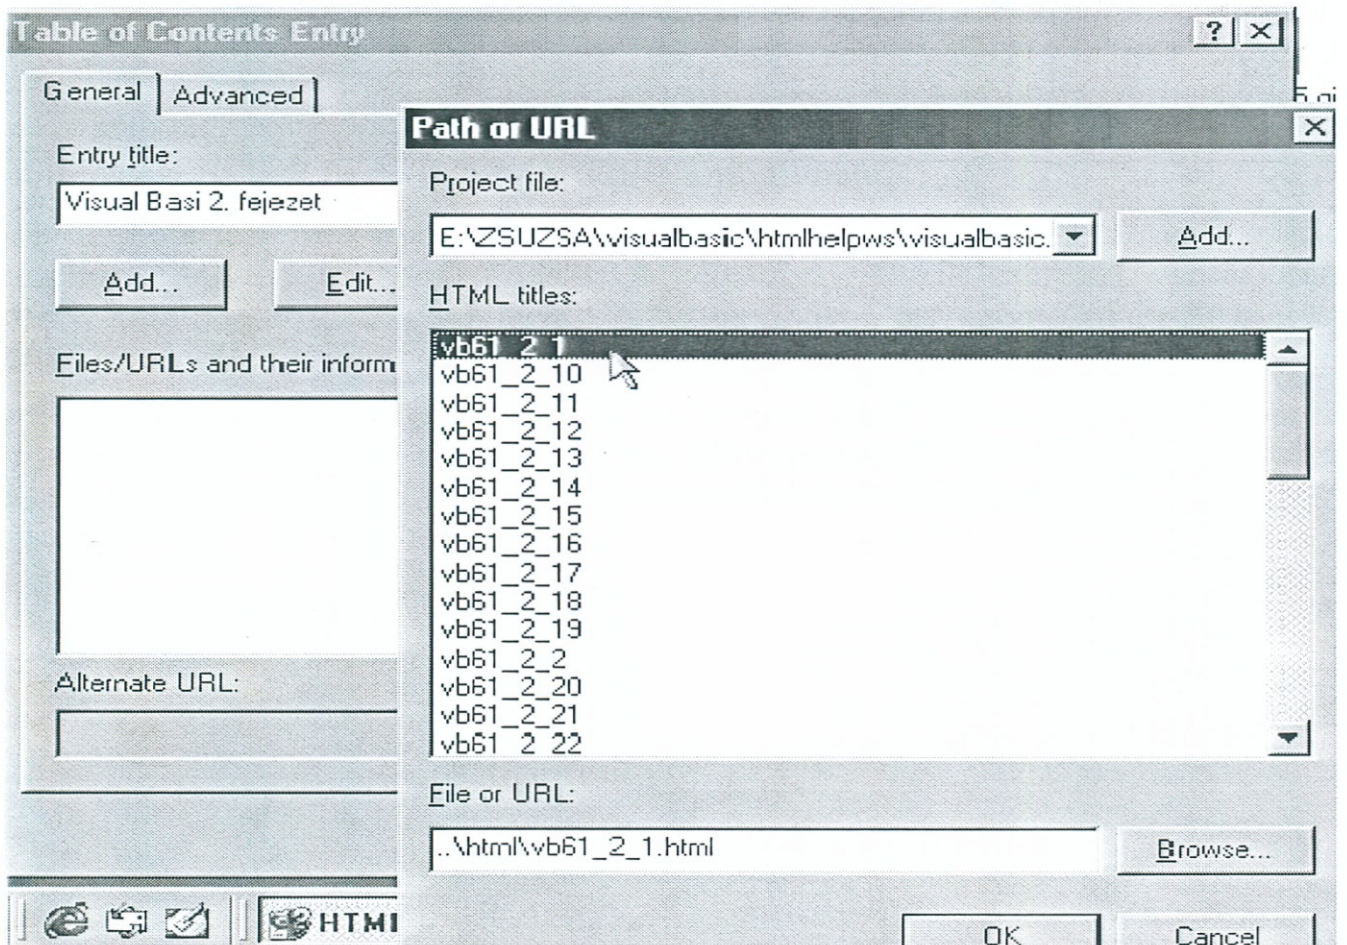 Table of Contents Entry
General
Advanced
Entry title:
Visual Basi 2. fejezet
Add...
Edit...
Files/URLs and their inform
Alternate URL:
Path or URL
Project file:
E:\ZSUZSA\visualbasic\htmlhelpws\visualbasic.
Add...
HTML titles:
vb61_2_1
vb61_2_10
vb61_2_11
vb61_2_12
vb61_2_13
vb61_2_14
vb61_2_15
vb61_2_16
vb61_2_17
vb61_2_18
vb61_2_19
vb61_2_2
vb61_2_20
vb61_2_21
vb61_2_22
File or URL:
..\html\vb61_2_1.html
Browse...
OK
Cancel
HTML